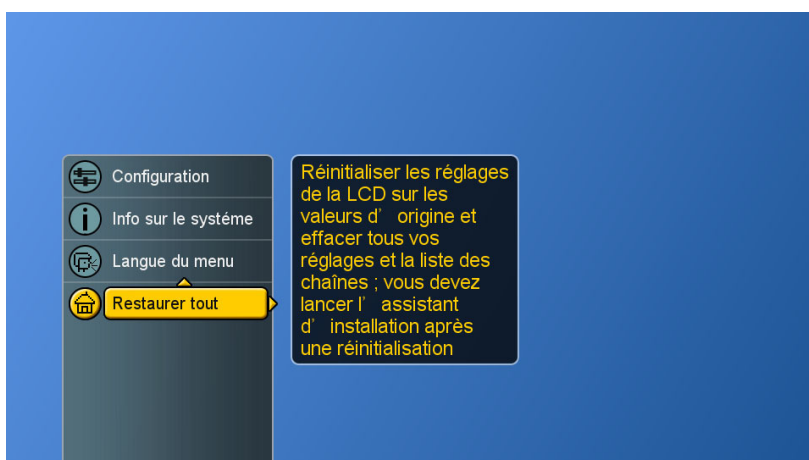 Configuration
Info sur le systéme
Langue du menu
Restaurer tout
Réinitialiser les réglages
de la LCD sur les
valeurs d’ origine et
effacer tous vos
réglages et la liste des
chaînes ; vous devez
lancer l’ assistant
d’ installation après
une réinitialisation